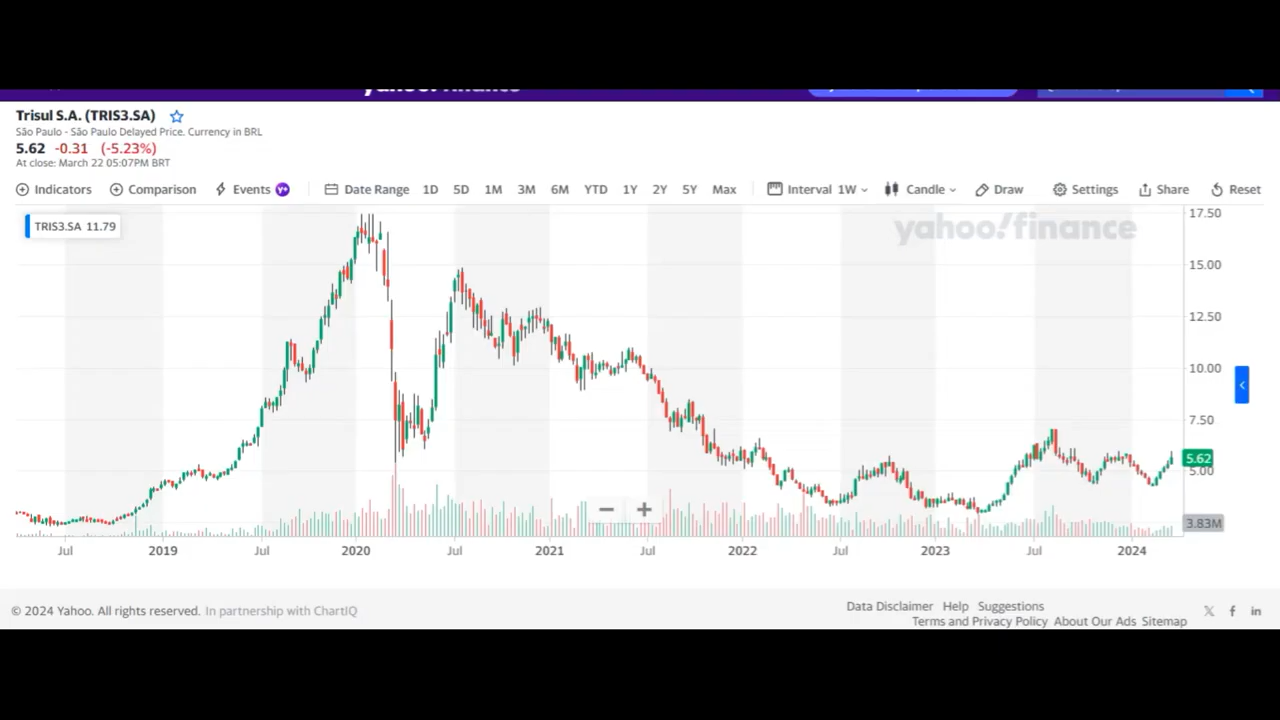 Trisul S.A. (TRIS3.SA)
São Paulo - São Paulo Delayed Price. Currency in BRL
5.62 -0.31 (-5.23%)
At close: March 22 05:07PM BRT
Indicators Comparison Events Y+ Date Range 1D 5D 1M 3M 6M YTD 1Y 2Y 5Y Max Interval 1W Candle Draw Settings Share Reset
TRIS3.SA 11.79
yahoo!finance
17.50
15.00
12.50
10.00
7.50
5.62
5.00
3.83M
Jul 2019 Jul 2020 Jul 2021 Jul 2022 Jul 2023 Jul 2024
© 2024 Yahoo. All rights reserved. In partnership with ChartIQ
Data Disclaimer Help Suggestions
Terms and Privacy Policy About Our Ads Sitemap